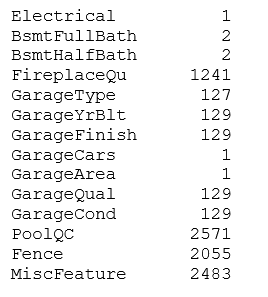 Electrical 1
BsmtFullBath 2
BsmtHalfBath 2
FireplaceQu 1241
GarageType 127
GarageYrBlt 129
GarageFinish 129
GarageCars 1
GarageArea 1
GarageQual 129
GarageCond 129
PoolQC 2571
Fence 2055
MiscFeature 2483